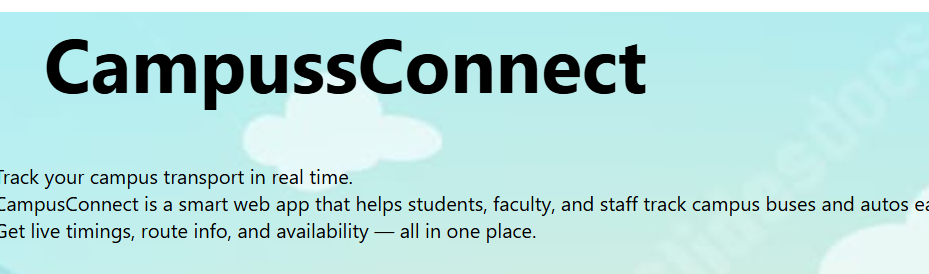 CampussConnect
Track your campus transport in real time.
CampusConnect is a smart web app that helps students, faculty, and staff track campus buses and autos
Get live timings, route info, and availability — all in one place.
slidesdocs